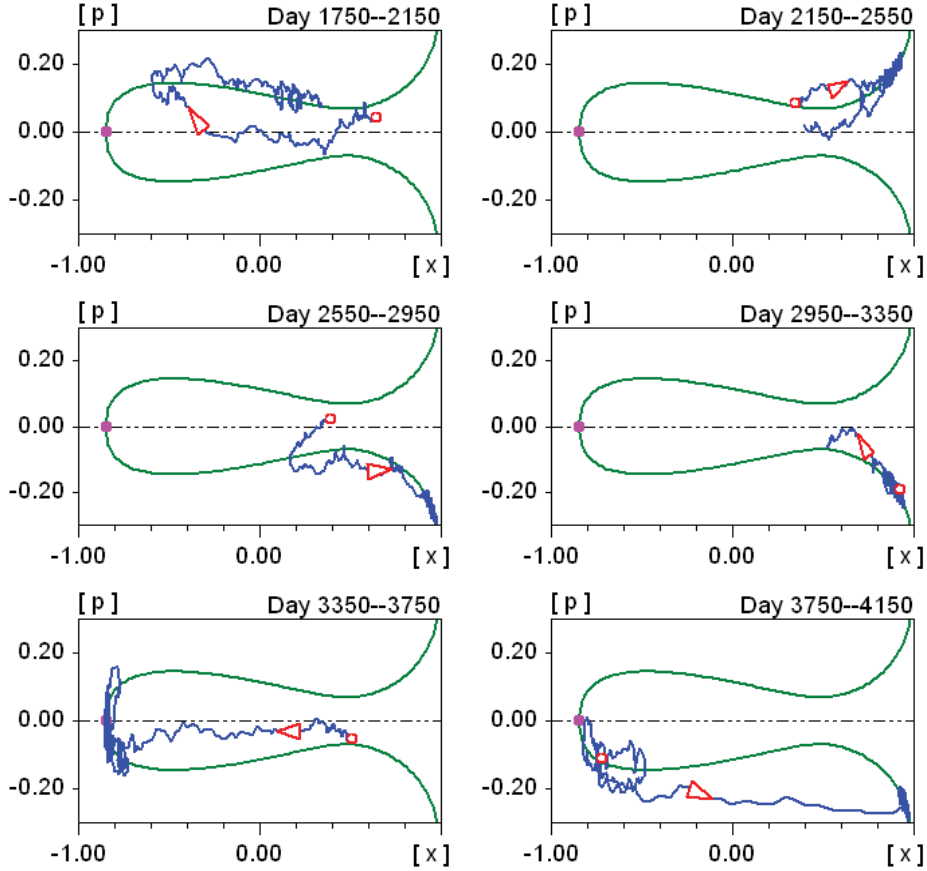 [ p ] Day 1750--2150
0.20
0.00
-0.20
-1.00 0.00 [ x ]
[ p ] Day 2150--2550
0.20
0.00
-0.20
-1.00 0.00 [ x ]
[ p ] Day 2550--2950
0.20
0.00
-0.20
-1.00 0.00 [ x ]
[ p ] Day 2950--3350
0.20
0.00
-0.20
-1.00 0.00 [ x ]
[ p ] Day 3350--3750
0.20
0.00
-0.20
-1.00 0.00 [ x ]
[ p ] Day 3750--4150
0.20
0.00
-0.20
-1.00 0.00 [ x ]